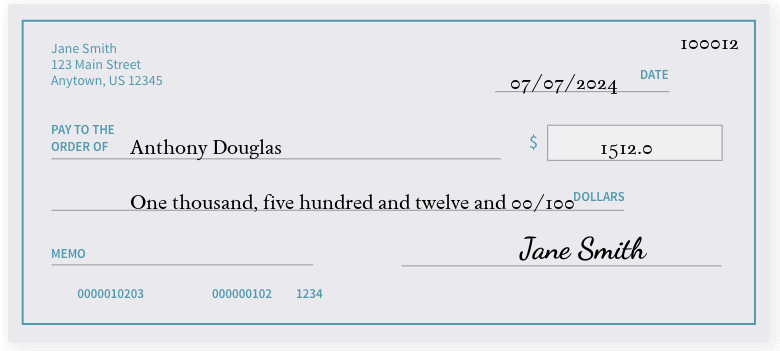 100012
Jane Smith
123 Main Street
Anytown, US 12345
07/07/2024 DATE
PAY TO THE
ORDER OF Anthony Douglas $ 1512.0
One thousand, five hundred and twelve and 00/100 DOLLARS
MEMO Jane Smith
0000010203 000000102 1234